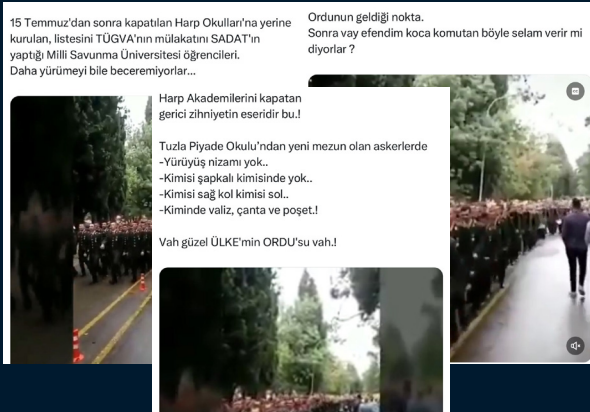 15 Temmuz'dan sonra kapatılan Harp Okulları'na yerine
kurulan, listesini TÜGVA'nın mülakatını SADAT'ın
yaptığı Milli Savunma Üniversitesi öğrencileri.
Daha yürümeyi bile beceremiyorlar...
Ordunun geldiği nokta.
Sonra vay efendim koca komutan böyle selam verir mi
diyorlar ?
Harp Akademilerini kapatan
gerici zihniyetin eseridir bu.!
Tuzla Piyade Okulu'ndan yeni mezun olan askerlerde
-Yürüyüş nizamı yok..
-Kimisi şapkalı kimisinde yok..
-Kimisi sağ kol kimisi sol..
-Kiminde valiz, çanta ve poşet.!
Vah güzel ÜLKE'min ORDU'su vah.!